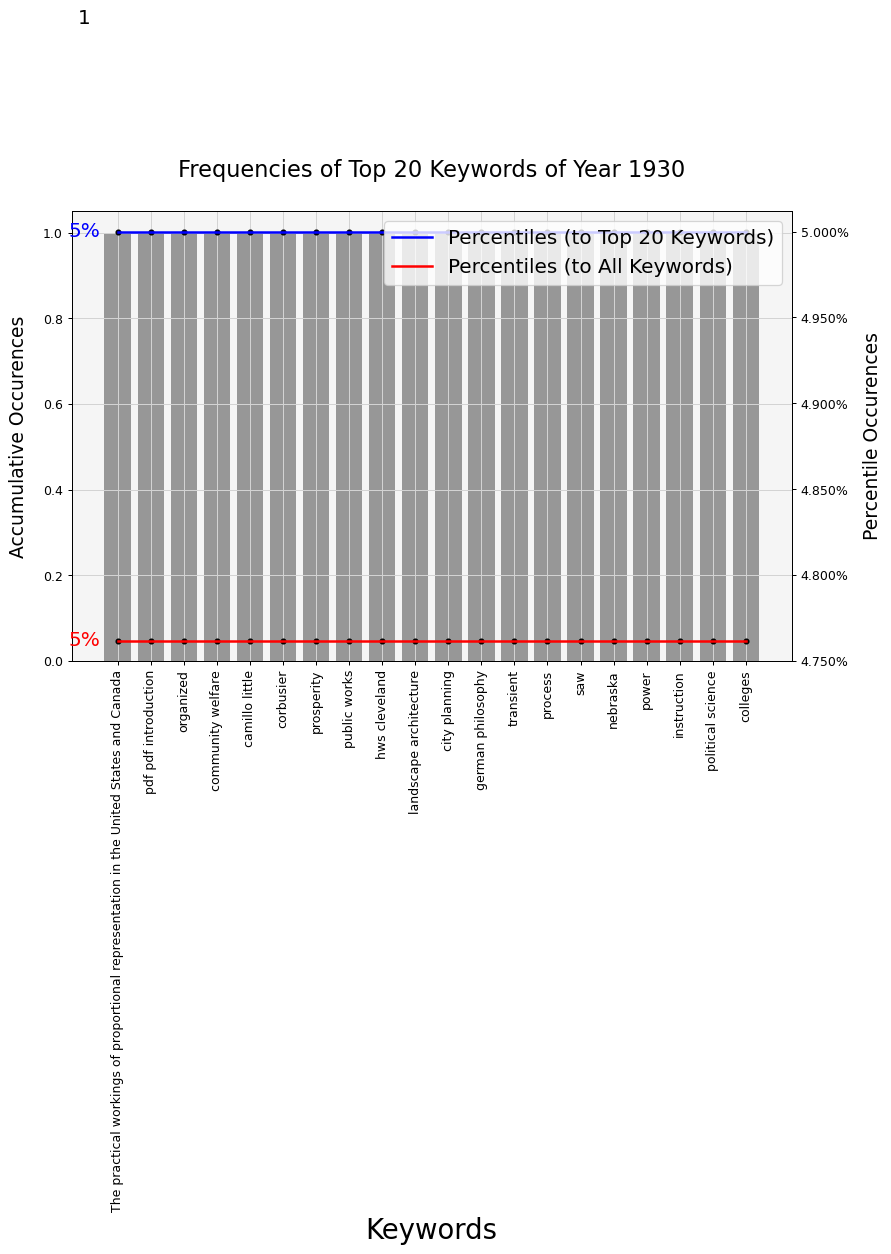 1
Frequencies of Top 20 Keywords of Year 1930
5%
Percentiles (to Top 20 Keywords)
Percentiles (to All Keywords)
5%
Accumulative Occurences
1.0
0.8
0.6
0.4
0.2
0.0
5.000%
4.950%
4.900%
4.850%
4.800%
4.750%
Percentile Occurences
The practical workings of proportional representation in the United States and Canada
pdf pdf introduction
organized
community welfare
camillo little
corbusier
prosperity
public works
hws cleveland
landscape architecture
city planning
german philosophy
transient
process
saw
nebraska
power
instruction
political science
colleges
Keywords